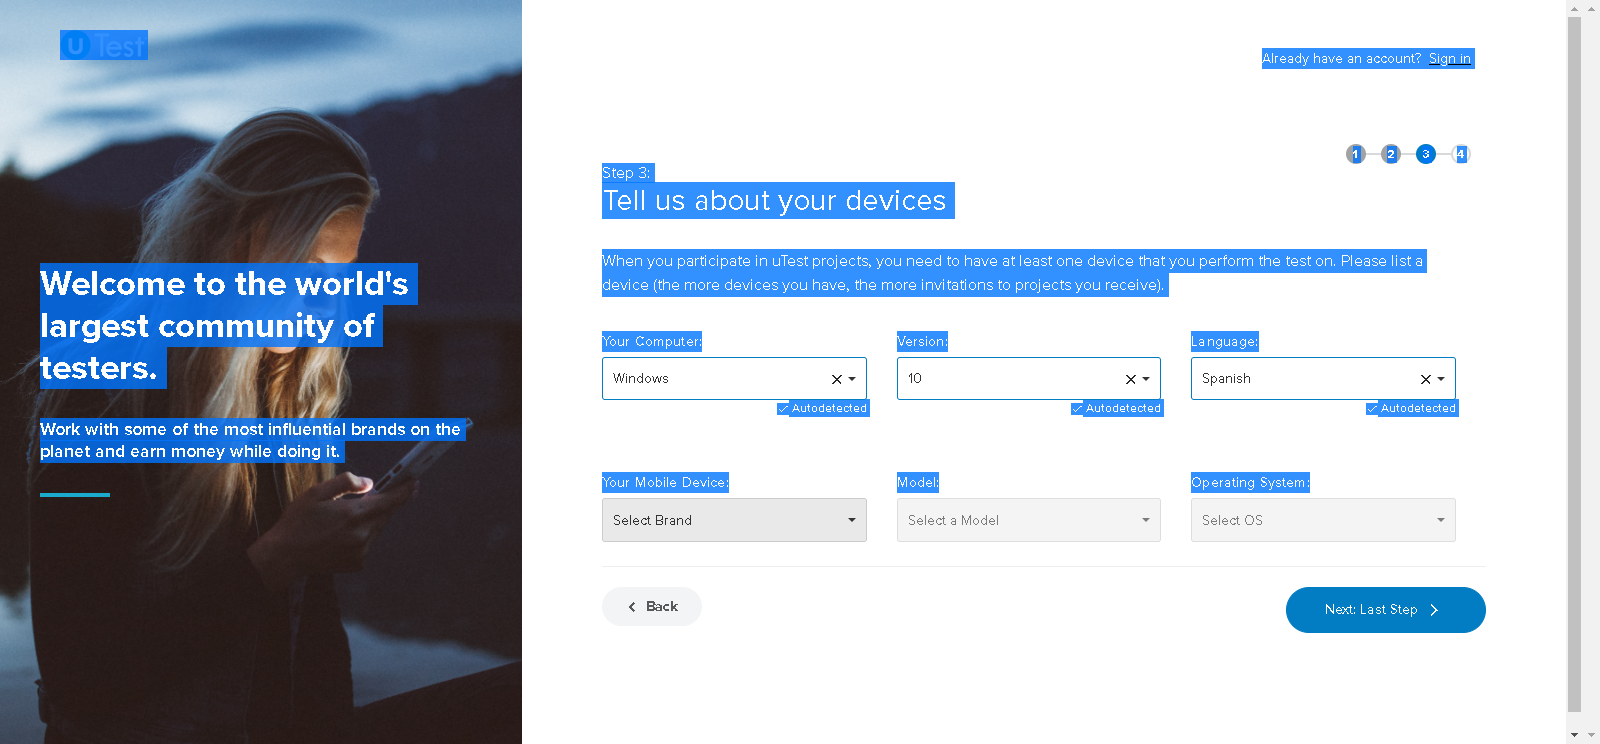 uTest
Already have an account? Sign in
1 2 3 4
Step 3:
Tell us about your devices
Welcome to the world's
largest community of
testers.
Work with some of the most influential brands on the
planet and earn money while doing it.
When you participate in uTest projects, you need to have at least one device that you perform the test on. Please list a
device (the more devices you have, the more invitations to projects you receive).
Your Computer: Version: Language:
Windows 10 Spanish
Autodetected Autodetected Autodetected
Your Mobile Device: Model: Operating System:
Select Brand Select a Model Select OS
Back Next: Last Step